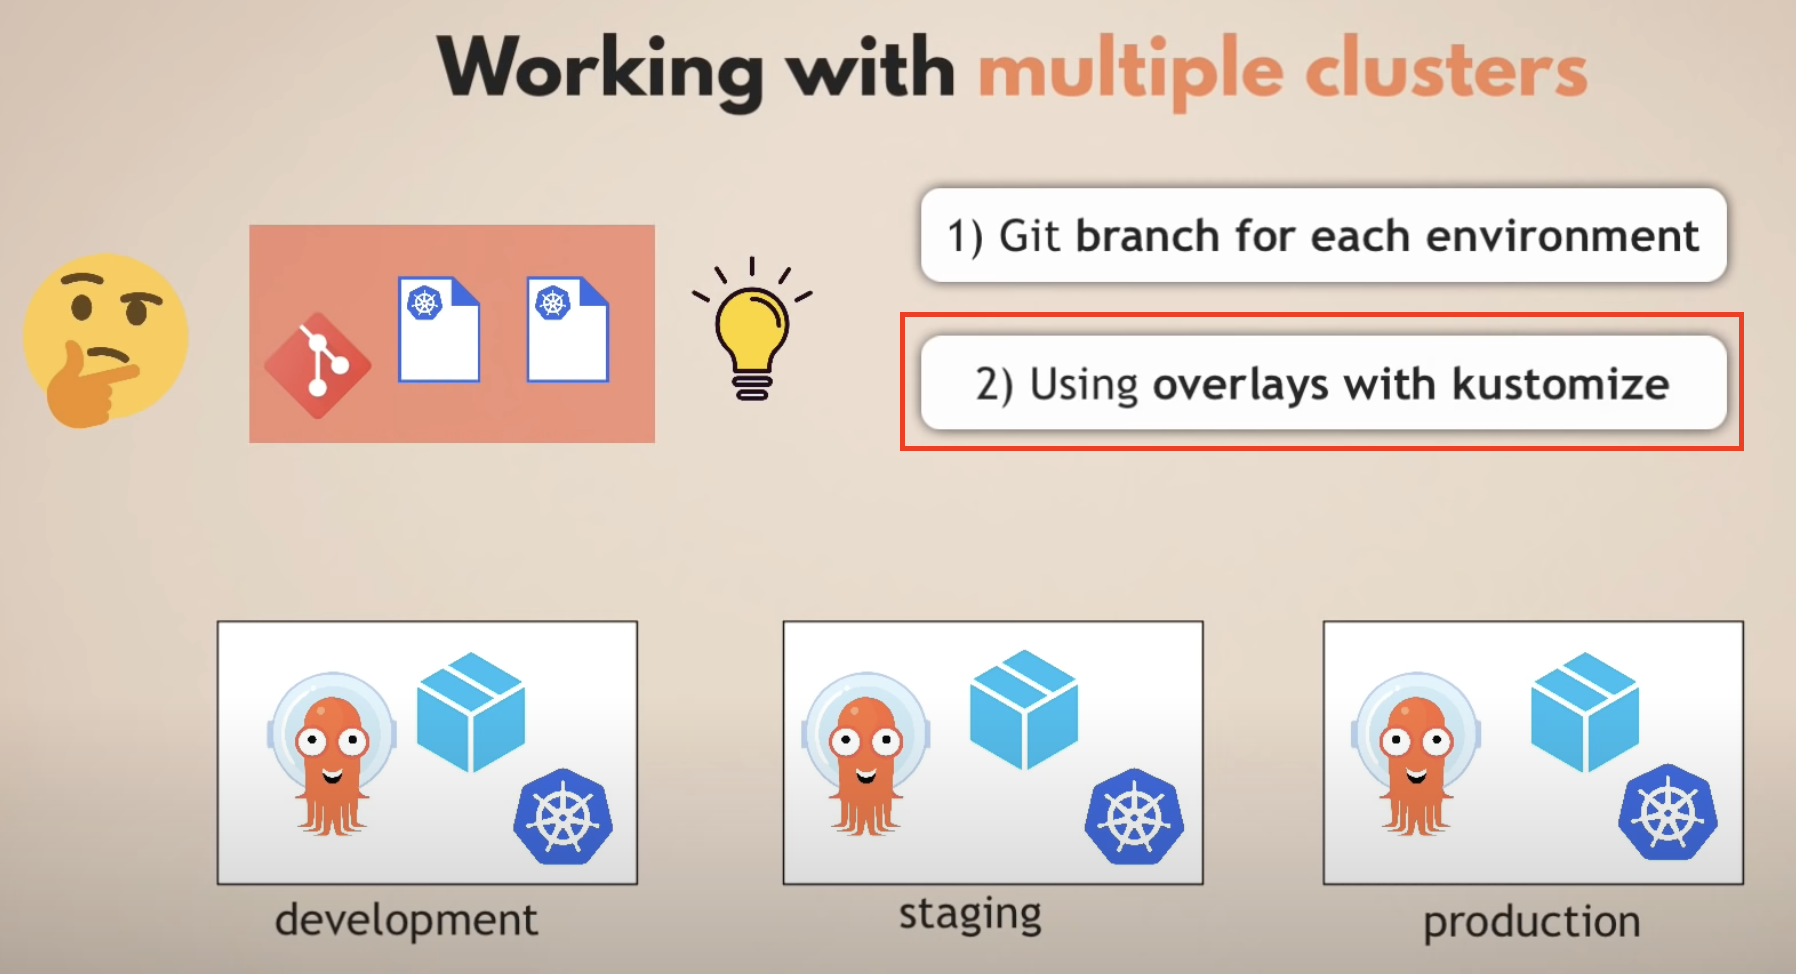 Working with multiple clusters
1) Git branch for each environment
2) Using overlays with kustomize
development
staging
production